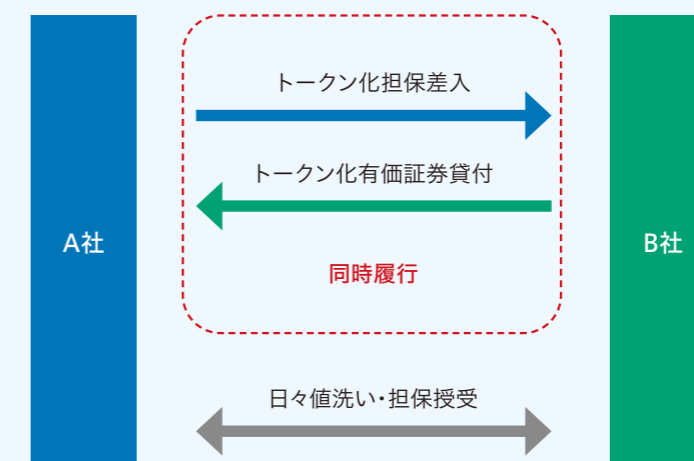 トークン化担保差入
トークン化有価証券貸付
A社
B社
同時履行
日々値洗い・担保授受